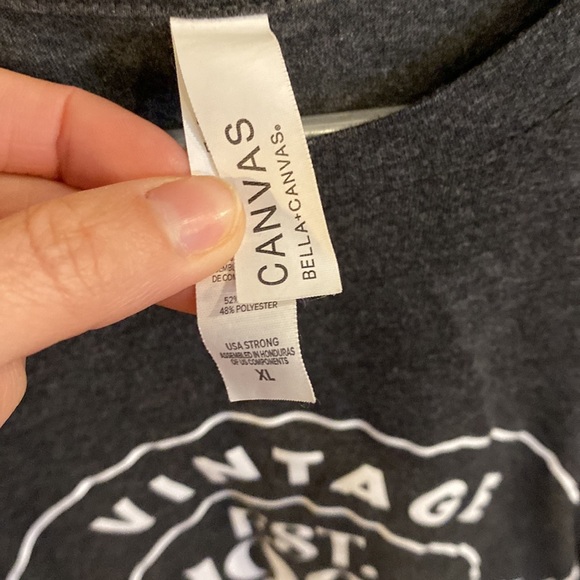 CANVAS
BELLA+CANVAS®
DE CO
52%
48% POLYESTER
USA STRONG
ASSEMBLED IN HONDURAS
OF US COMPONENTS
XL
VINTAGE
EST.